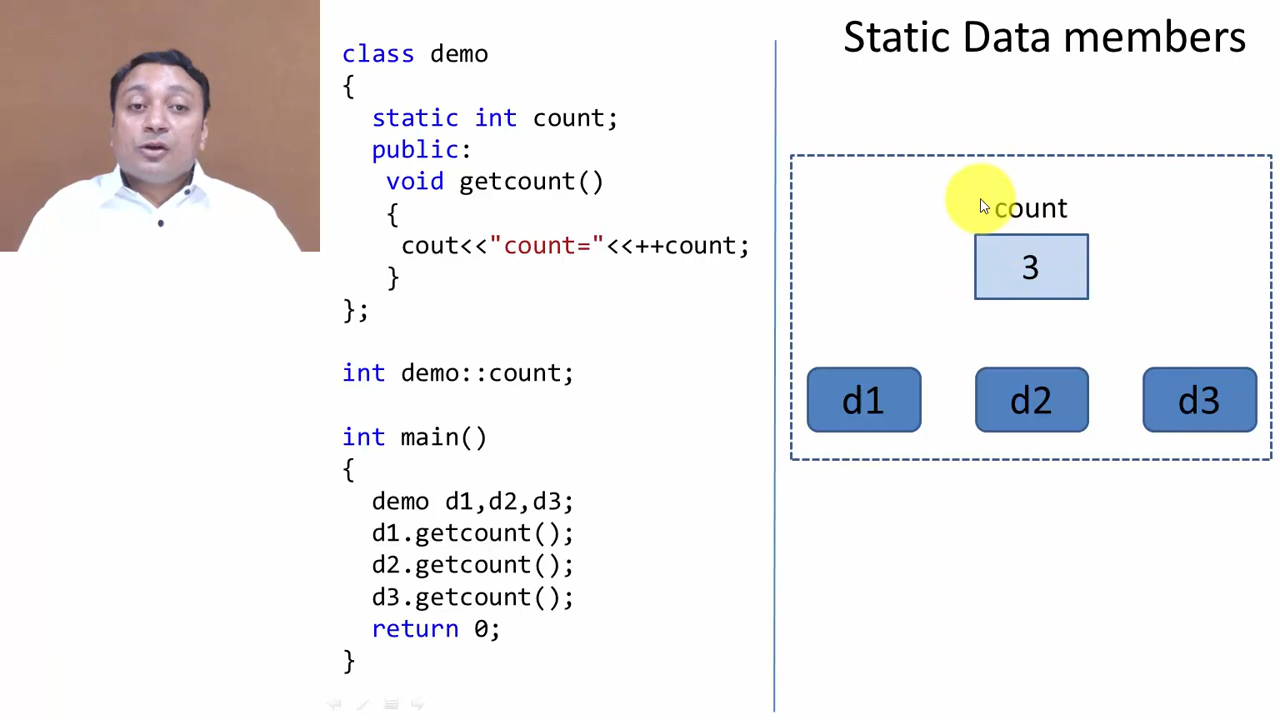 Static Data members
class demo
{
static int count;
public:
void getcount()
{
cout<<"count="<<++count;
}
};
int demo::count;
int main()
{
demo d1,d2,d3;
d1.getcount();
d2.getcount();
d3.getcount();
return 0;
}
count
3
d1 d2 d3